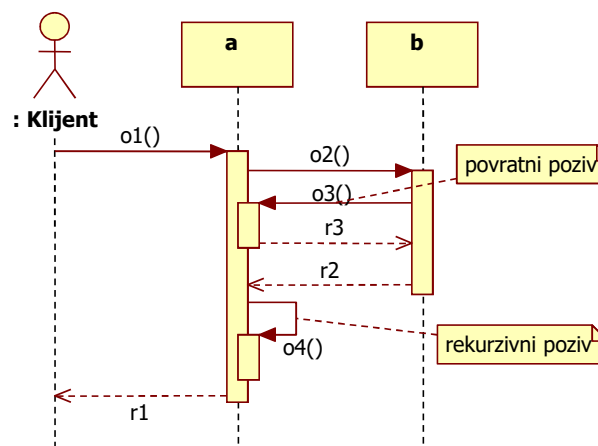 a
b
: Klijent
o1()
o2()
povratni poziv
o3()
r3
r2
o4()
rekurzivni poziv
r1